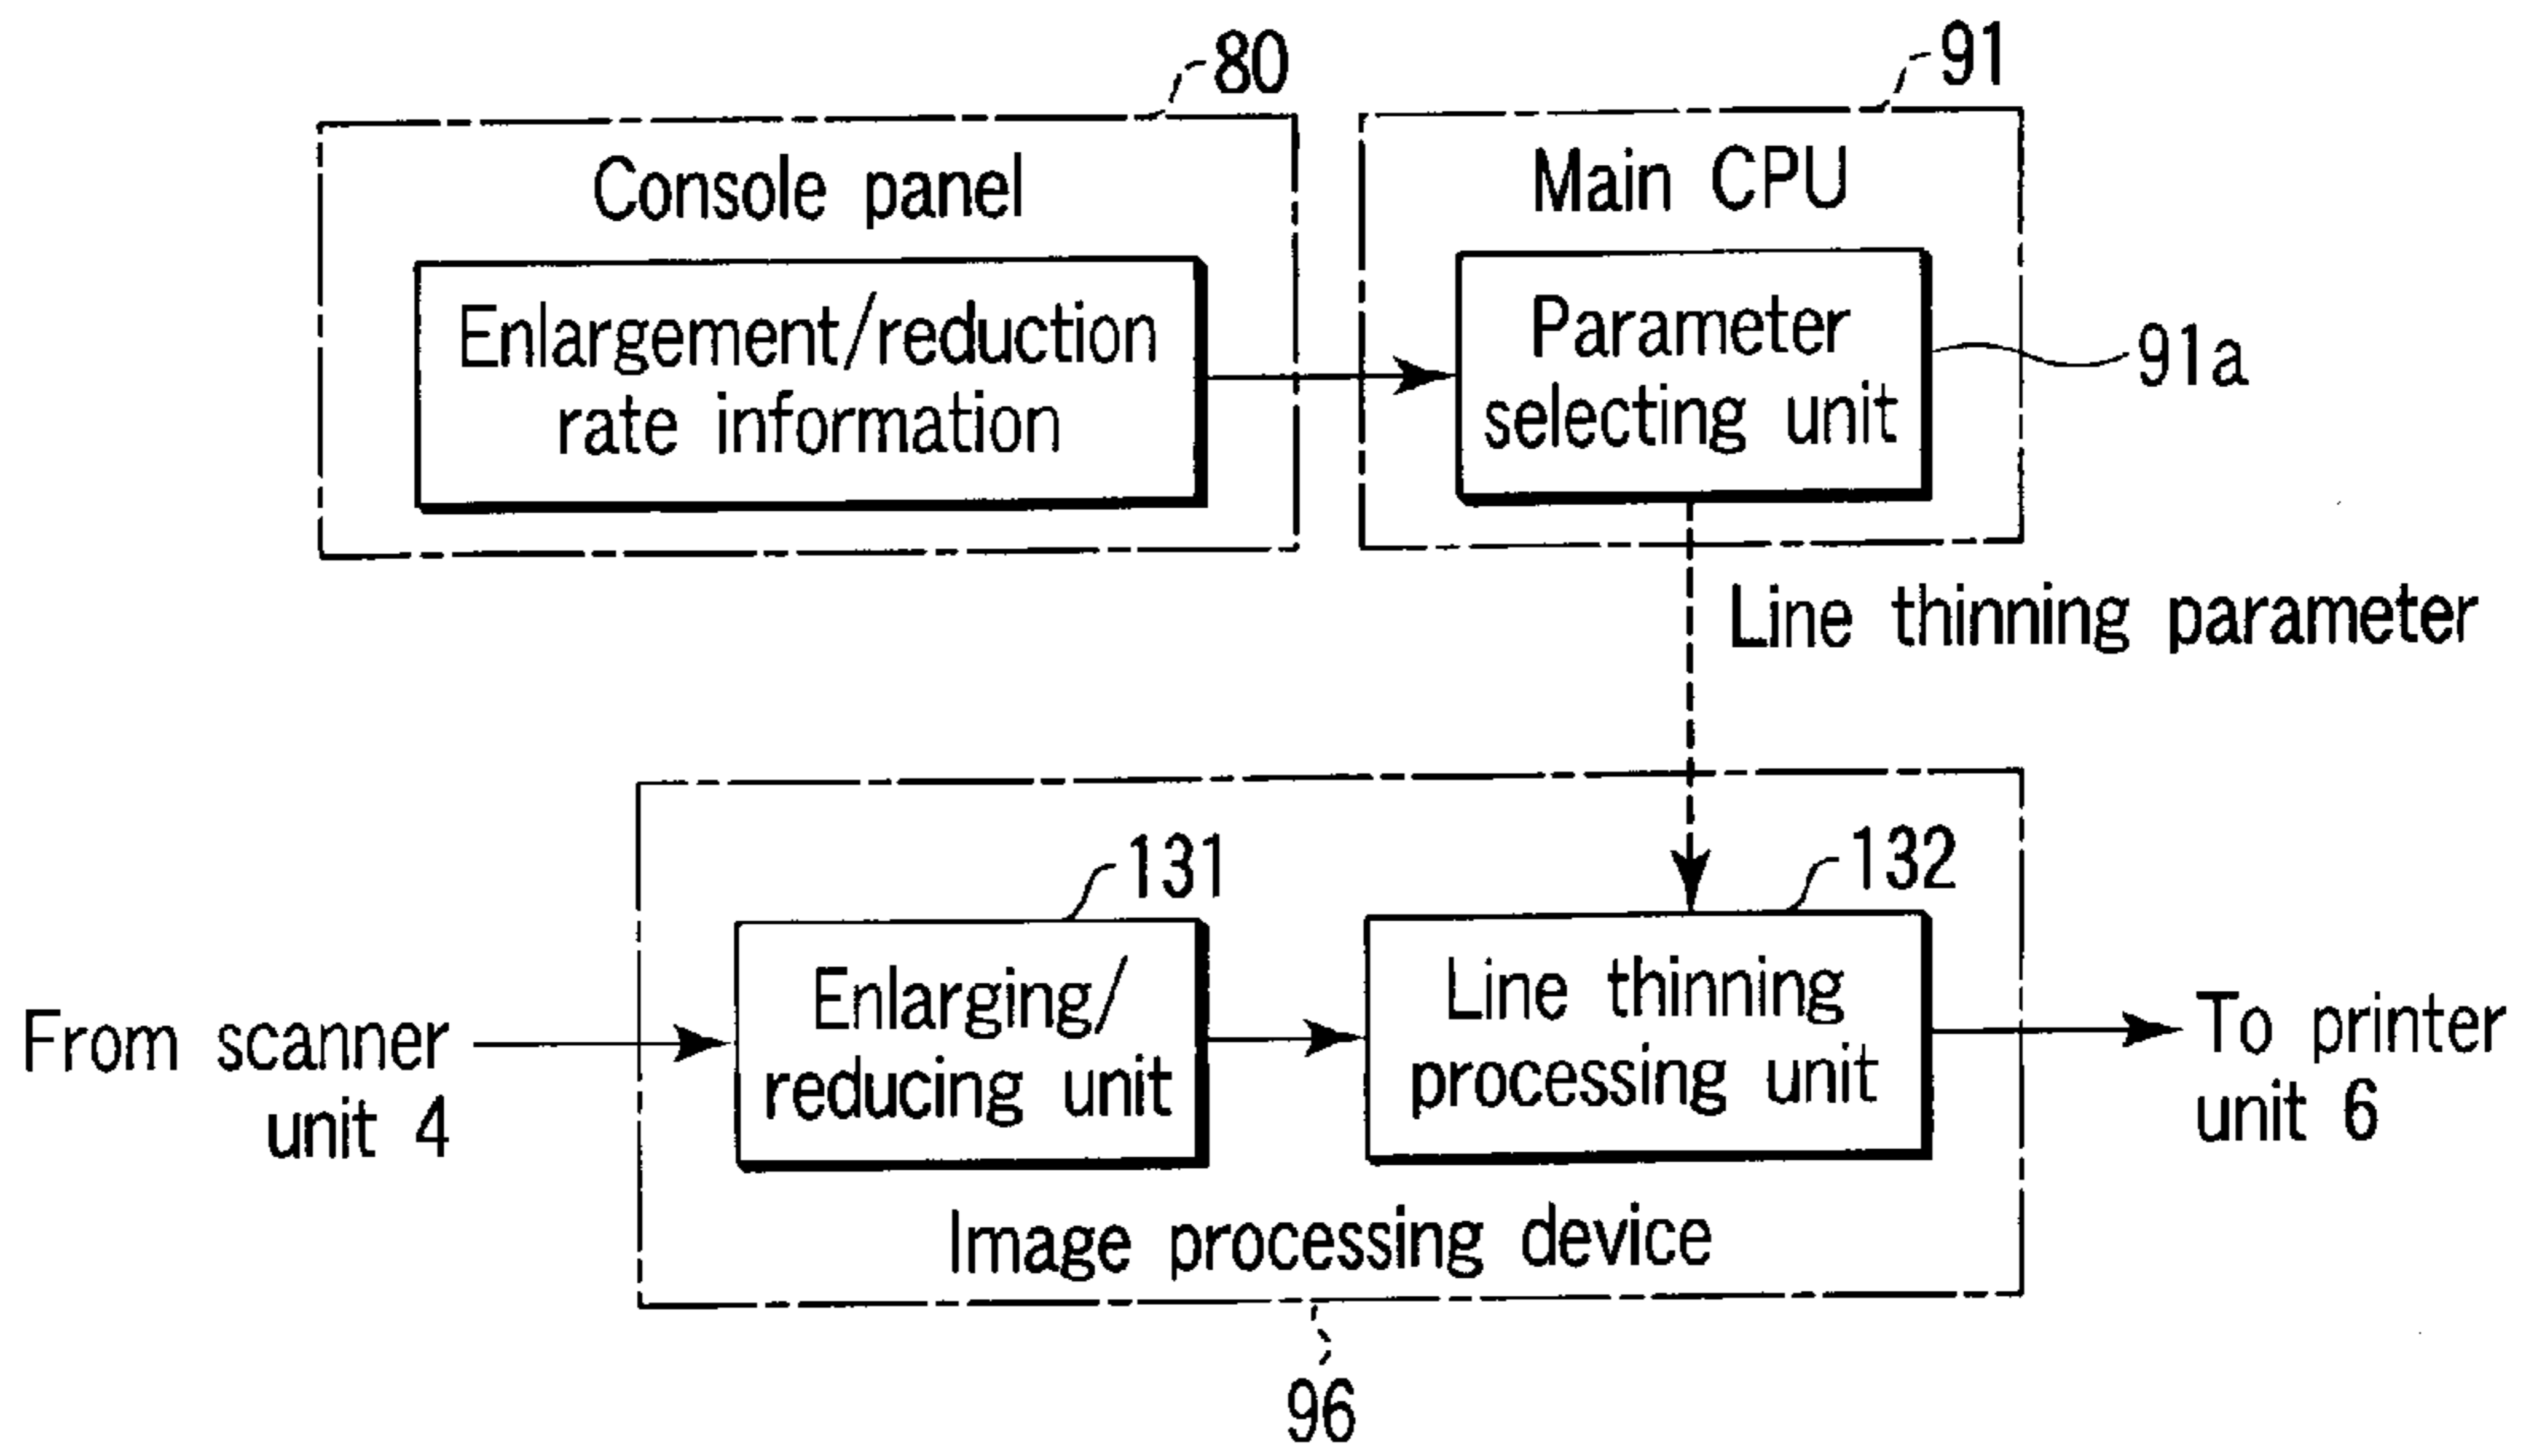 80
91
Console panel
Main CPU
Enlargement/reduction
rate information
Parameter
selecting unit
91a
Line thinning parameter
131
132
From scanner
unit 4
Enlarging/
reducing unit
Line thinning
processing unit
To printer
unit 6
Image processing device
96